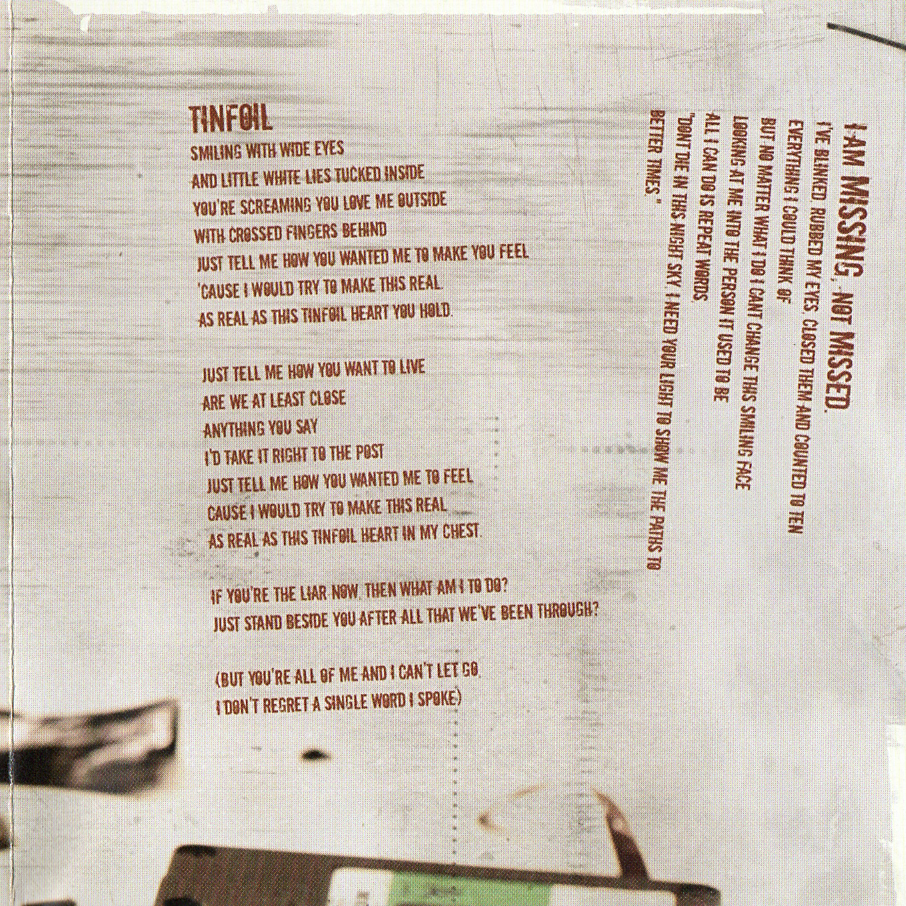 TINFOIL
SMILING WITH WIDE EYES
AND LITTLE WHITE LIES TUCKED INSIDE
YOU'RE SCREAMING YOU LOVE ME OUTSIDE
WITH CROSSED FINGERS BEHIND
JUST TELL ME HOW YOU WANTED ME TO MAKE YOU FEEL
'CAUSE I WOULD TRY TO MAKE THIS REAL
AS REAL AS THIS TINFOIL HEART YOU HOLD.
JUST TELL ME HOW YOU WANT TO LIVE
ARE WE AT LEAST CLOSE
ANYTHING YOU SAY
I'D TAKE IT RIGHT TO THE POST
JUST TELL ME HOW YOU WANTED ME TO FEEL
CAUSE I WOULD TRY TO MAKE THIS REAL
AS REAL AS THIS TINFOIL HEART IN MY CHEST.
IF YOU'RE THE LIAR NOW, THEN WHAT AM I TO DO?
JUST STAND BESIDE YOU AFTER ALL THAT WE'VE BEEN THROUGH?
(BUT YOU'RE ALL OF ME AND I CAN'T LET GO,
I DON'T REGRET A SINGLE WORD I SPOKE)
I AM MISSING, NOT MISSED.
I'VE BLINKED, RUBBED MY EYES, CLOSED THEM AND COUNTED TO TEN
EVERYTHING I COULD THINK OF
BUT NO MATTER WHAT I DO I CANT CHANGE THIS SMILING FACE
LOOKING AT ME INTO THE PERSON IT USED TO BE
ALL I CAN DO IS REPEAT WORDS,
"DONT DIE IN THIS NIGHT SKY, I NEED YOUR LIGHT TO SHOW ME THE PATHS TO
BETTER TIMES."